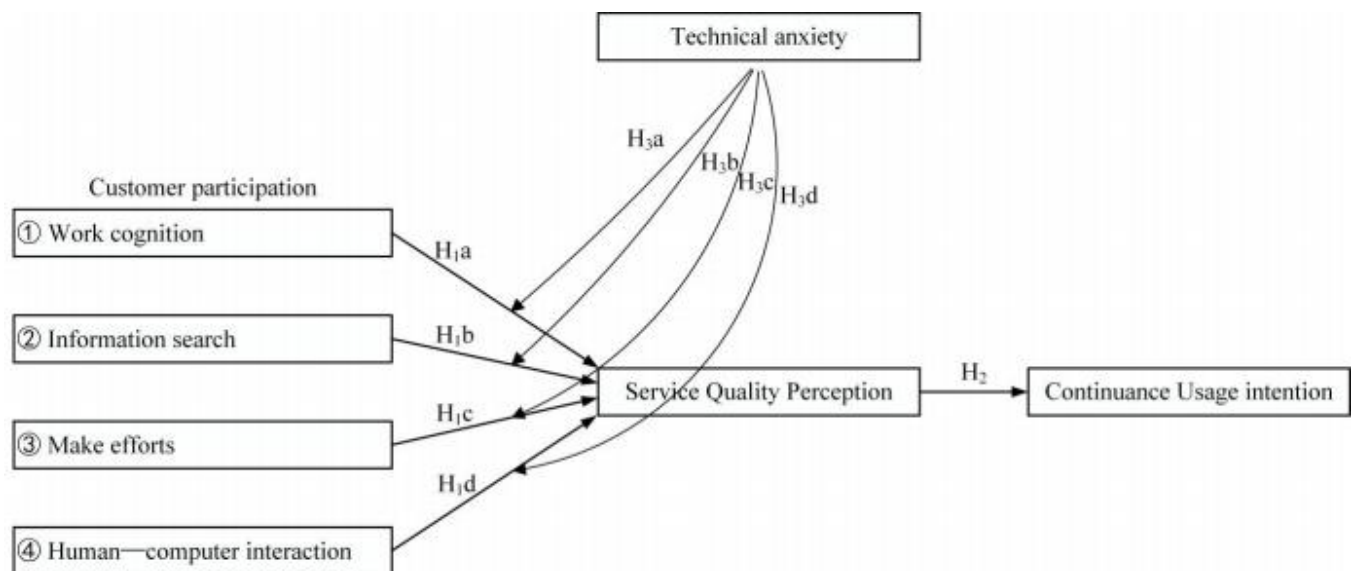 Technical anxiety
H₃a
H₃b
H₃c
H₃d
Customer participation
① Work cognition
H₁a
② Information search
H₁b
Service Quality Perception
H₂
Continuance Usage intention
③ Make efforts
H₁c
④ Human—computer interaction
H₁d